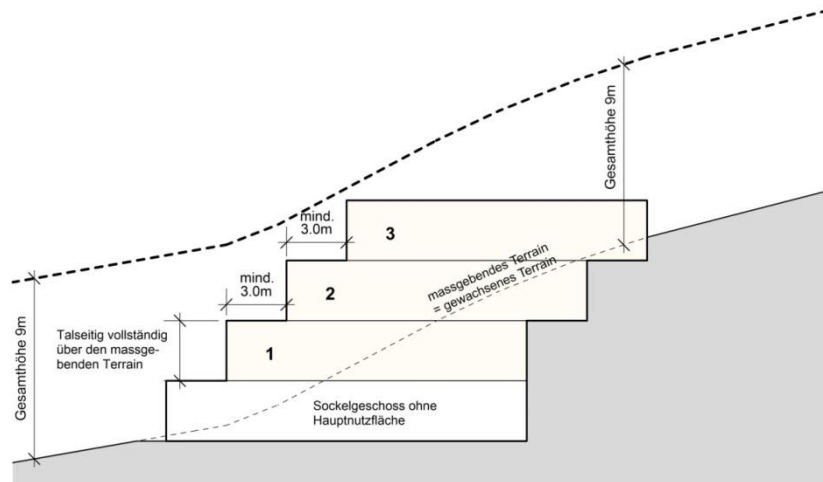 Gesamthöhe 9m
mind.
3.0m
3
massgebendes Terrain
= gewachsenes Terrain
mind.
3.0m
2
Talseitig vollständig
über den massge-
benden Terrain
1
Gesamthöhe 9m
Sockelgeschoss ohne
Hauptnutzfläche